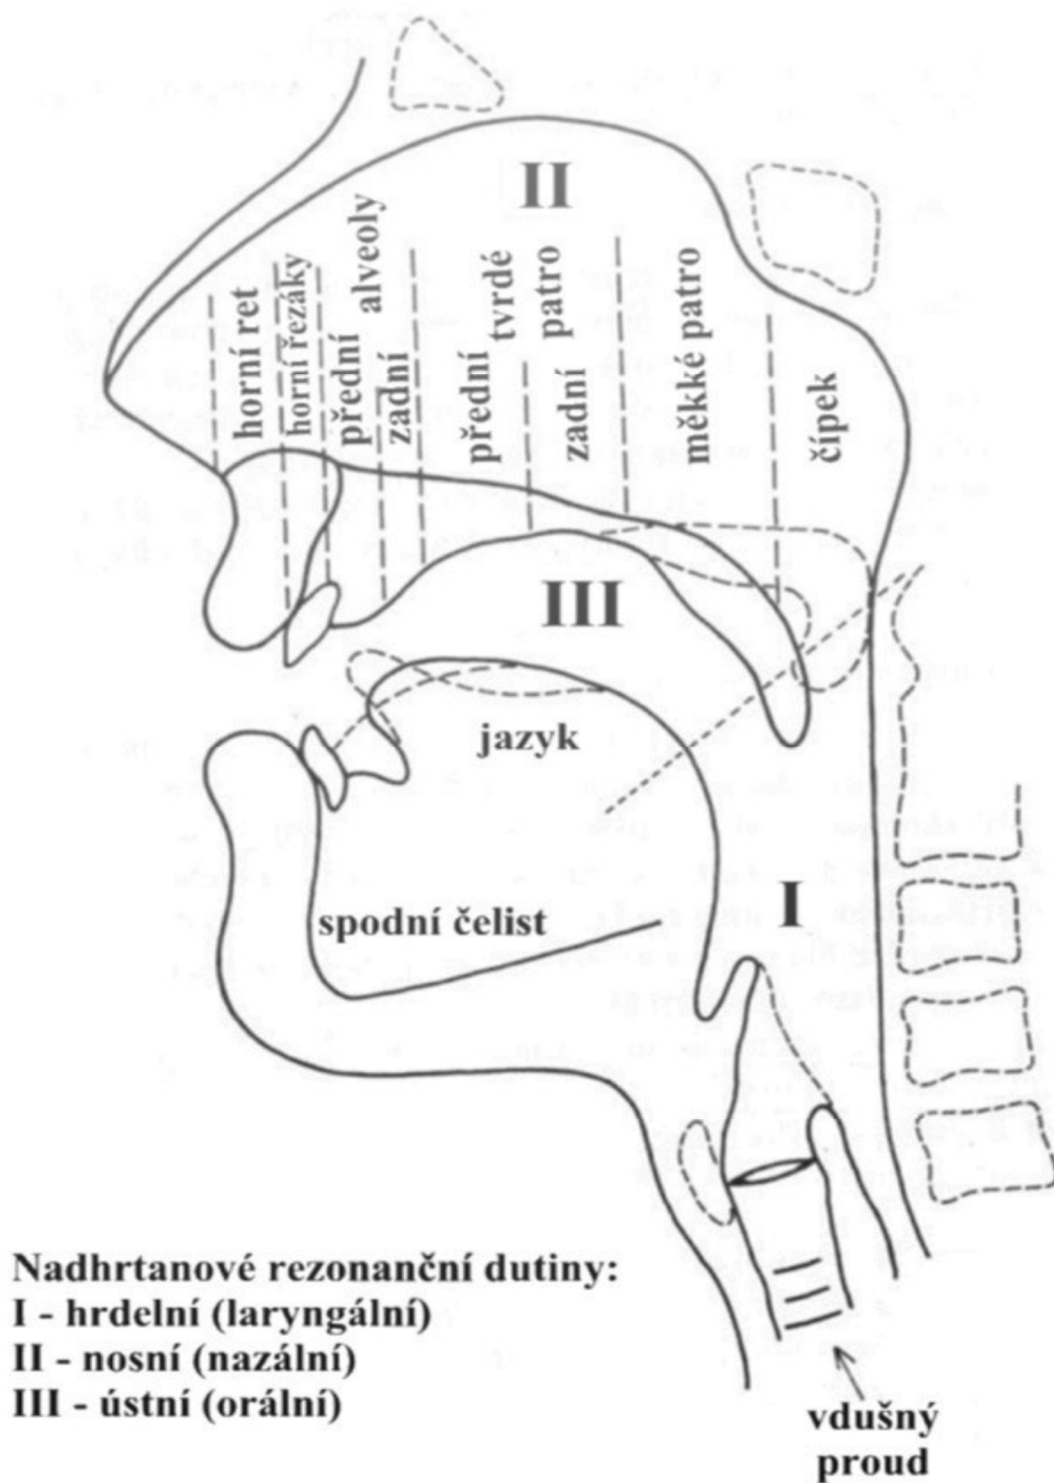 II
horní ret
horní řezáky
přední
zadní
alveoly
přední
zadní
tvrdé
patro
měkké patro
čípek
III
jazyk
I
spodní čelist
Nadhrtanové rezonanční dutiny:
I - hrdelní (laryngální)
II - nosní (nazální)
III - ústní (orální)
vdušný
proud